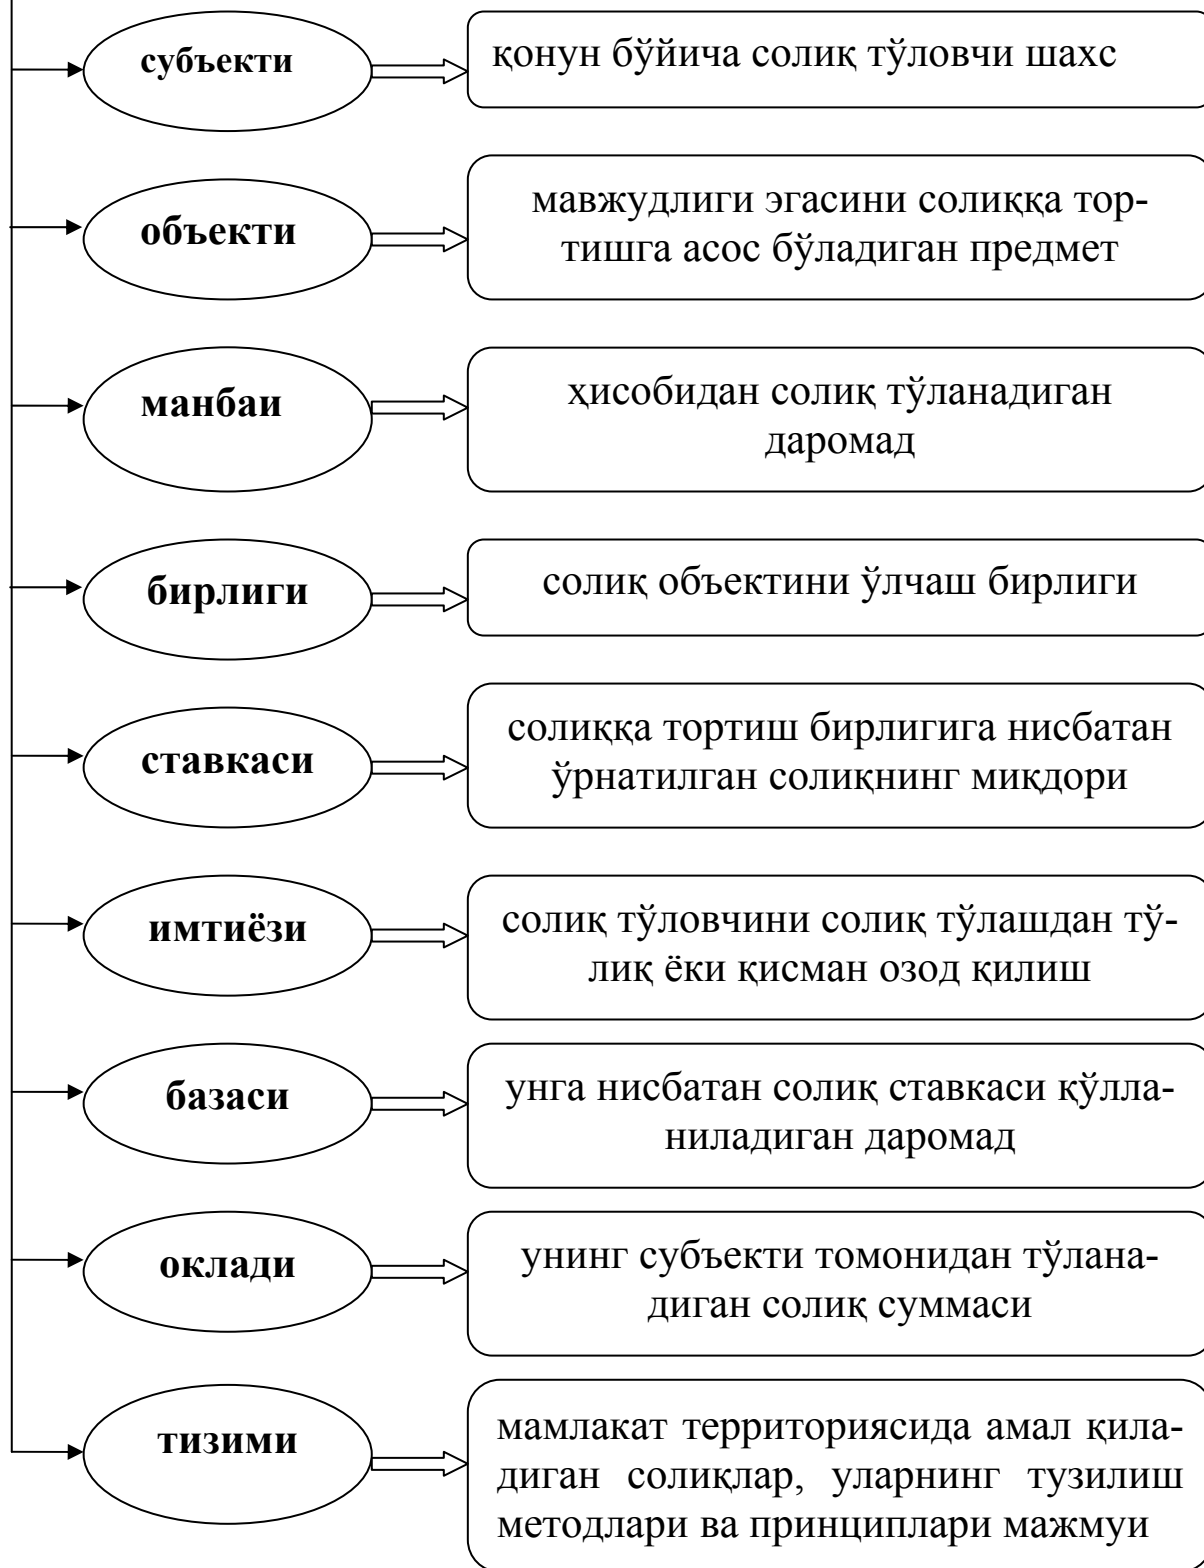 субъекти
қонун бўйича солиқ тўловчи шахс
объекти
мавжудлиги эгасини солиққа тор-
тишга асос бўладиган предмет
манбаи
ҳисобидан солиқ тўланадиган
даромад
бирлиги
солиқ объектини ўлчаш бирлиги
ставкаси
солиққа тортиш бирлигига нисбатан
ўрнатилган солиқнинг миқдори
имтиёзи
солиқ тўловчини солиқ тўлашдан тў-
лиқ ёки қисман озод қилиш
базаси
унга нисбатан солиқ ставкаси қўлла-
ниладиган даромад
оклади
унинг субъекти томонидан тўлана-
диган солиқ суммаси
тизими
мамлакат территориясида амал қила-
диган солиқлар, уларнинг тузилиш
методлари ва принциплари мажмуи